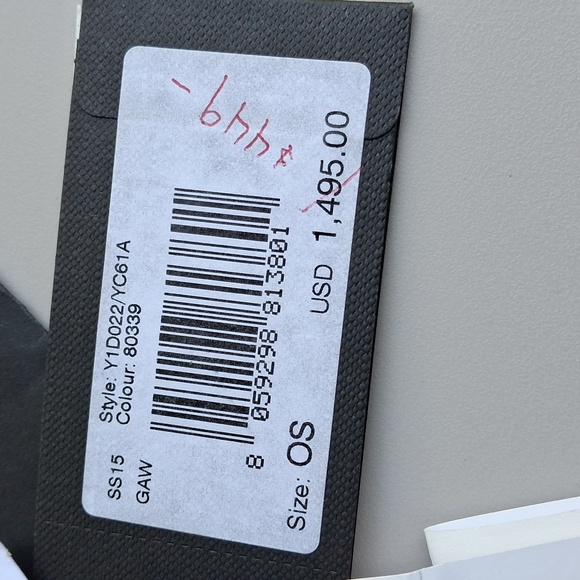 SS15 Style: Y1D022/YC61A
GAW Colour: 80339
8 059298 813801
Size: OS USD 1,495.00
$449-